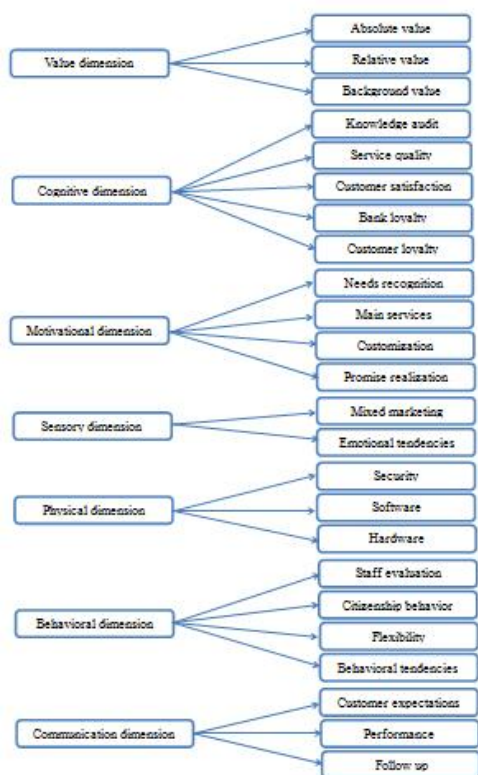 Value dimension
Absolute value
Relative value
Background value
Cognitive dimension
Knowledge audit
Service quality
Customer satisfaction
Bank loyalty
Customer loyalty
Motivational dimension
Needs recognition
Main services
Customization
Promise realization
Sensory dimension
Mixed marketing
Emotional tendencies
Physical dimension
Security
Software
Hardware
Behavioral dimension
Staff evaluation
Citizenship behavior
Flexibility
Behavioral tendencies
Communication dimension
Customer expectations
Performance
Follow up